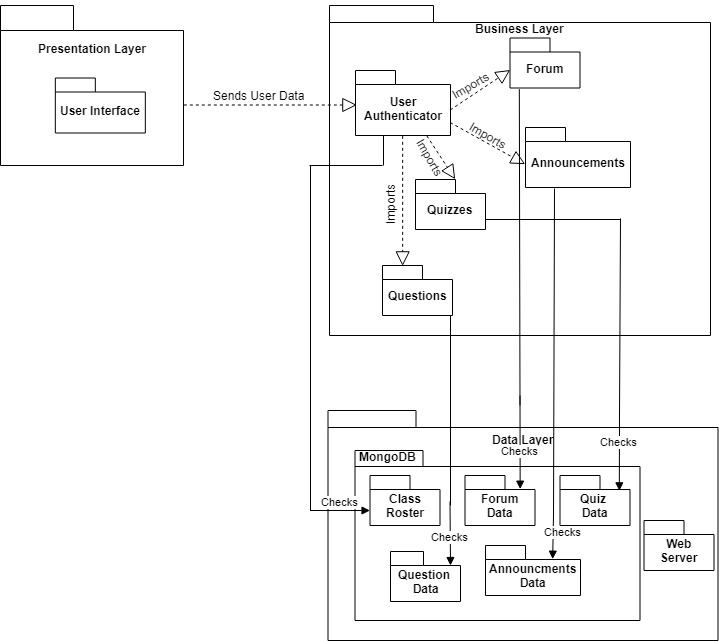 Presentation Layer
User Interface
Sends User Data
Business Layer
Forum
Imports
User
Authenticator
Imports
Announcements
Imports
Quizzes
Imports
Questions
Data Layer
Checks
Checks
MongoDB
Class
Roster
Checks
Forum
Data
Quiz
Data
Web
Server
Checks
Checks
Question
Data
Announcments
Data